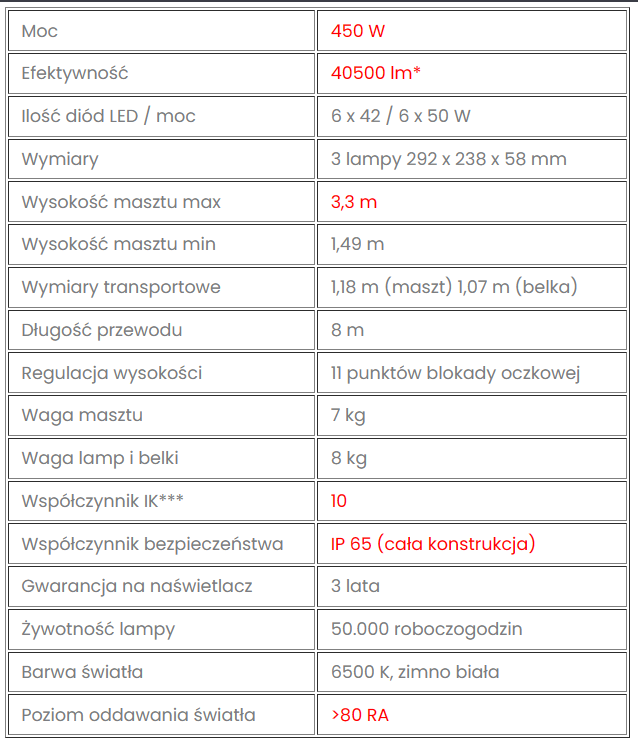 Moc 450 W
Efektywność 40500 lm*
Ilość diód LED / moc 6 x 42 / 6 x 50 W
Wymiary 3 lampy 292 x 238 x 58 mm
Wysokość masztu max 3,3 m
Wysokość masztu min 1,49 m
Wymiary transportowe 1,18 m (maszt) 1,07 m (belka)
Długość przewodu 8 m
Regulacja wysokości 11 punktów blokady oczkowej
Waga masztu 7 kg
Waga lamp i belki 8 kg
Współczynnik IK*** 10
Współczynnik bezpieczeństwa IP 65 (cała konstrukcja)
Gwarancja na naświetlacz 3 lata
Żywotność lampy 50.000 roboczogodzin
Barwa światła 6500 K, zimno biała
Poziom oddawania światła >80 RA